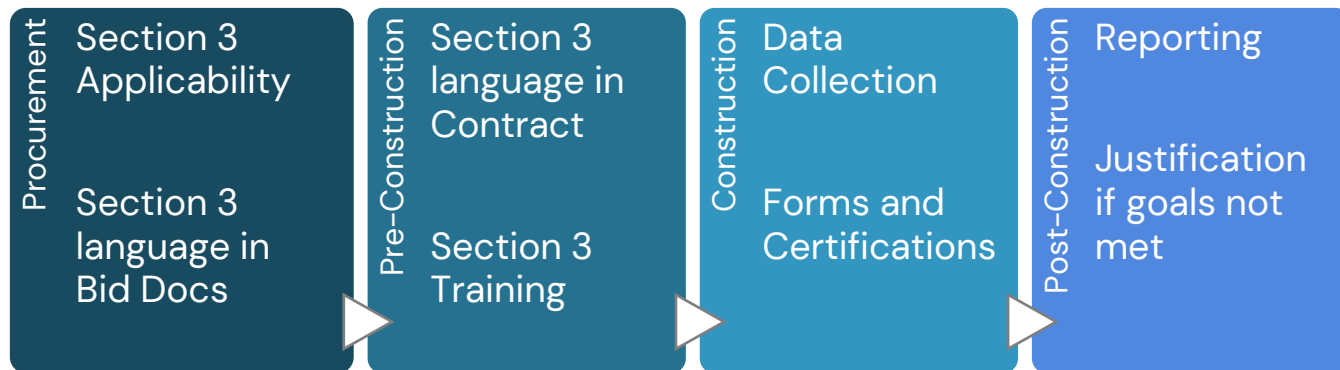 Procurement
Section 3
Applicability
Section 3
language in
Bid Docs
Pre-Construction
Section 3
language in
Contract
Section 3
Training
Construction
Data
Collection
Forms and
Certifications
Post-Construction
Reporting
Justification
if goals not
met